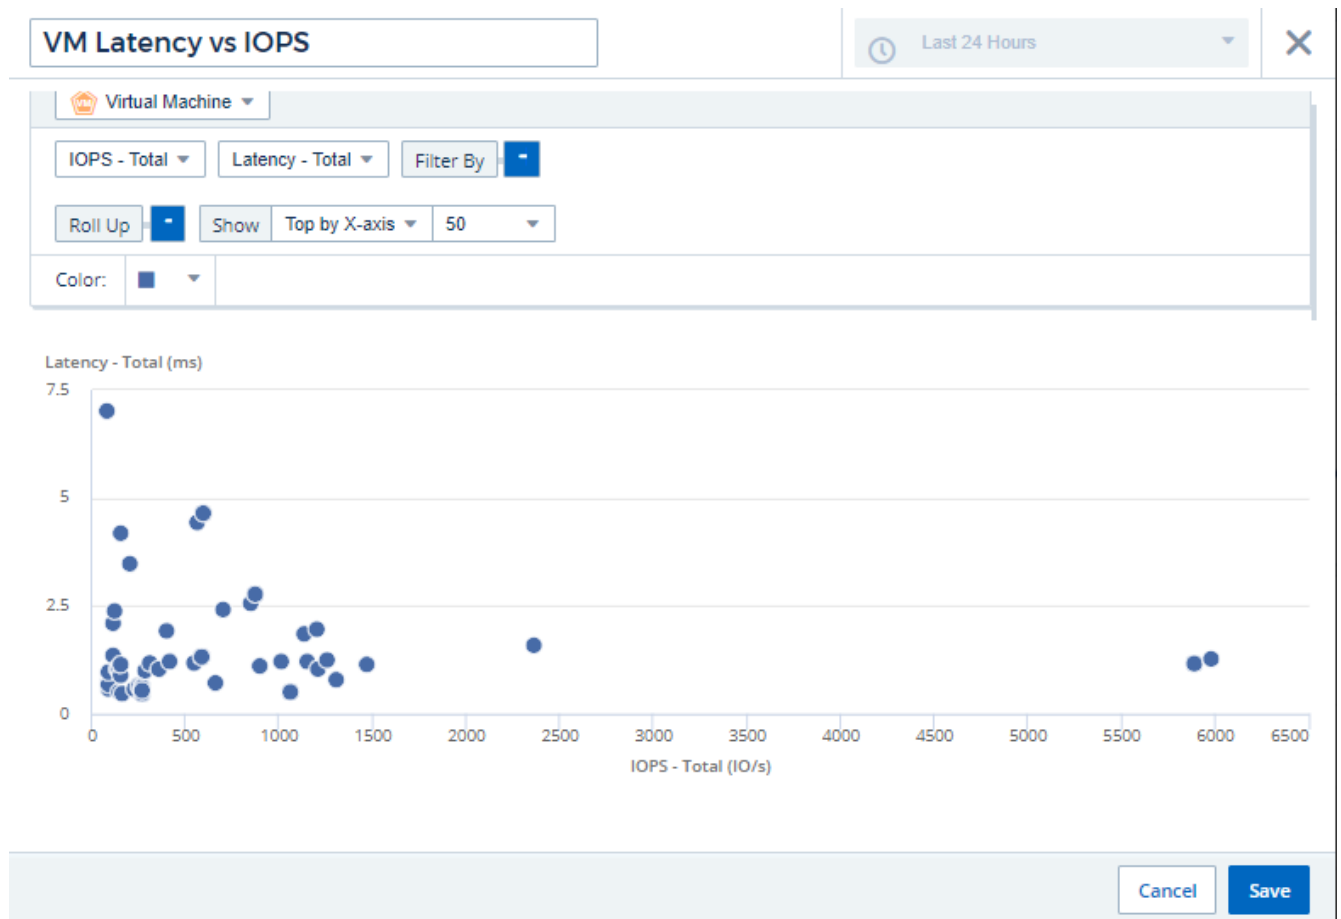 VM Latency vs IOPS
Last 24 Hours
VM Virtual Machine
IOPS - Total Latency - Total Filter By -
Roll Up - Show Top by X-axis 50
Color:
Latency - Total (ms)
7.5
5
2.5
0
0 500 1000 1500 2000 2500 3000 3500 4000 4500 5000 5500 6000 6500
IOPS - Total (IO/s)
Cancel Save